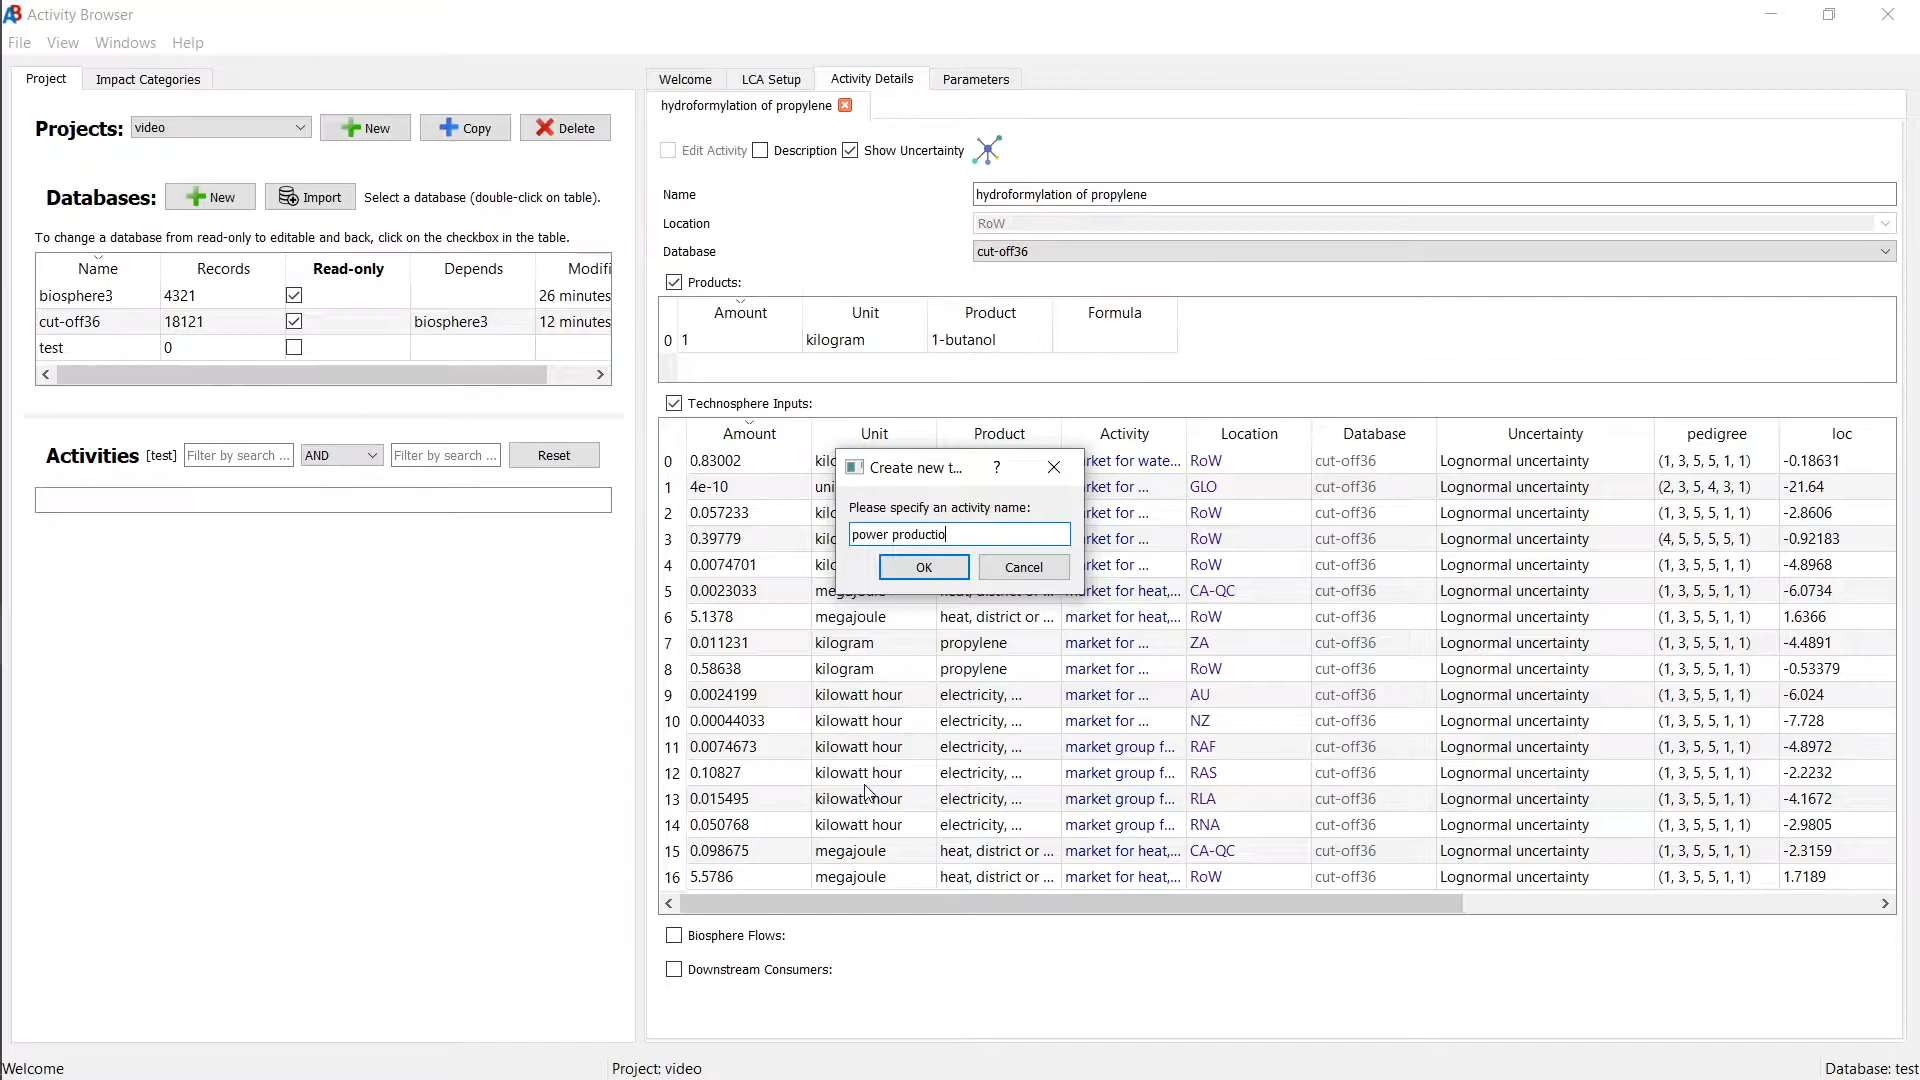 Activity Browser
File View Windows Help
Project Impact Categories
Projects: video New Copy Delete
Databases: New Import Select a database (double-click on table).
To change a database from read-only to editable and back, click on the checkbox in the table.
Name Records Read-only Depends Modifi
biosphere3 4321 26 minutes
cut-off36 18121 biosphere3 12 minutes
test 0
Activities [test] Filter by search ... AND Filter by search ... Reset
Welcome LCA Setup Activity Details Parameters
hydroformylation of propylene
Edit Activity Description Show Uncertainty
Name hydroformylation of propylene
Location RoW
Database cut-off36
Products:
Amount Unit Product Formula
0 1 kilogram 1-butanol
Technosphere Inputs:
Amount Unit Product Activity Location Database Uncertainty pedigree loc
0 0.83002 kilo rket for wate... RoW cut-off36 Lognormal uncertainty (1, 3, 5, 5, 1, 1) -0.18631
1 4e-10 uni rket for ... GLO cut-off36 Lognormal uncertainty (2, 3, 5, 4, 3, 1) -21.64
2 0.057233 kilo rket for ... RoW cut-off36 Lognormal uncertainty (1, 3, 5, 5, 1, 1) -2.8606
3 0.39779 kilo rket for ... RoW cut-off36 Lognormal uncertainty (4, 5, 5, 5, 5, 1) -0.92183
4 0.0074701 kilo rket for ... RoW cut-off36 Lognormal uncertainty (1, 3, 5, 5, 1, 1) -4.8968
5 0.0023033 megajoule heat, district or ... rket for heat,... CA-QC cut-off36 Lognormal uncertainty (1, 3, 5, 5, 1, 1) -6.0734
6 5.1378 megajoule heat, district or ... market for heat,... RoW cut-off36 Lognormal uncertainty (1, 3, 5, 5, 1, 1) 1.6366
7 0.011231 kilogram propylene market for ... ZA cut-off36 Lognormal uncertainty (1, 3, 5, 5, 1, 1) -4.4891
8 0.58638 kilogram propylene market for ... RoW cut-off36 Lognormal uncertainty (1, 3, 5, 5, 1, 1) -0.53379
9 0.0024199 kilowatt hour electricity, ... market for ... AU cut-off36 Lognormal uncertainty (1, 3, 5, 5, 1, 1) -6.024
10 0.00044033 kilowatt hour electricity, ... market for ... NZ cut-off36 Lognormal uncertainty (1, 3, 5, 5, 1, 1) -7.728
11 0.0074673 kilowatt hour electricity, ... market group f... RAF cut-off36 Lognormal uncertainty (1, 3, 5, 5, 1, 1) -4.8972
12 0.10827 kilowatt hour electricity, ... market group f... RAS cut-off36 Lognormal uncertainty (1, 3, 5, 5, 1, 1) -2.2232
13 0.015495 kilowatt hour electricity, ... market group f... RLA cut-off36 Lognormal uncertainty (1, 3, 5, 5, 1, 1) -4.1672
14 0.050768 kilowatt hour electricity, ... market group f... RNA cut-off36 Lognormal uncertainty (1, 3, 5, 5, 1, 1) -2.9805
15 0.098675 megajoule heat, district or ... market for heat,... CA-QC cut-off36 Lognormal uncertainty (1, 3, 5, 5, 1, 1) -2.3159
16 5.5786 megajoule heat, district or ... market for heat,... RoW cut-off36 Lognormal uncertainty (1, 3, 5, 5, 1, 1) 1.7189
Create new t... ?
Please specify an activity name:
power productio
OK Cancel
Biosphere Flows:
Downstream Consumers:
Welcome Project: video Database: test